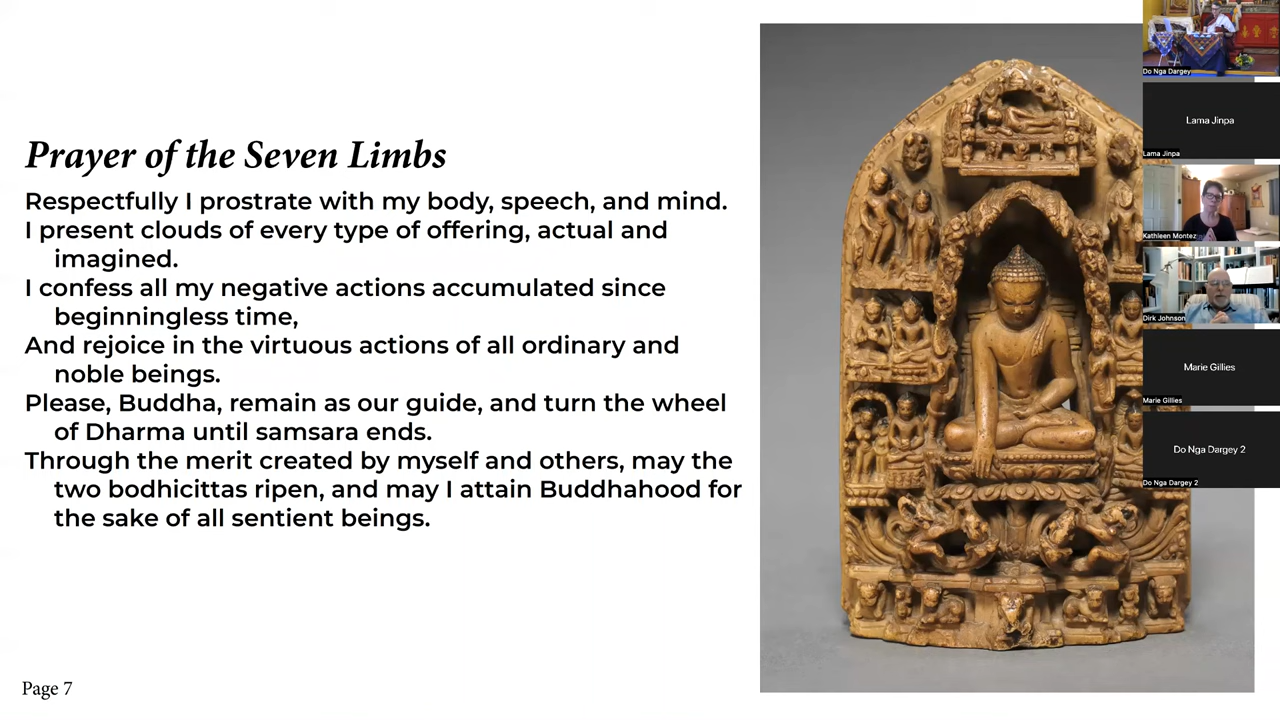 Prayer of the Seven Limbs
Respectfully I prostrate with my body, speech, and mind.
I present clouds of every type of offering, actual and
imagined.
I confess all my negative actions accumulated since
beginningless time,
And rejoice in the virtuous actions of all ordinary and
noble beings.
Please, Buddha, remain as our guide, and turn the wheel
of Dharma until samsara ends.
Through the merit created by myself and others, may the
two bodhicittas ripen, and may I attain Buddhahood for
the sake of all sentient beings.
Page 7
Do Nga Dargey
Lama Jinpa
Lama Jinpa
Kathleen Montez
Dirk Johnson
Marie Gillies
Marie Gillies
Do Nga Dargey 2
Do Nga Dargey 2